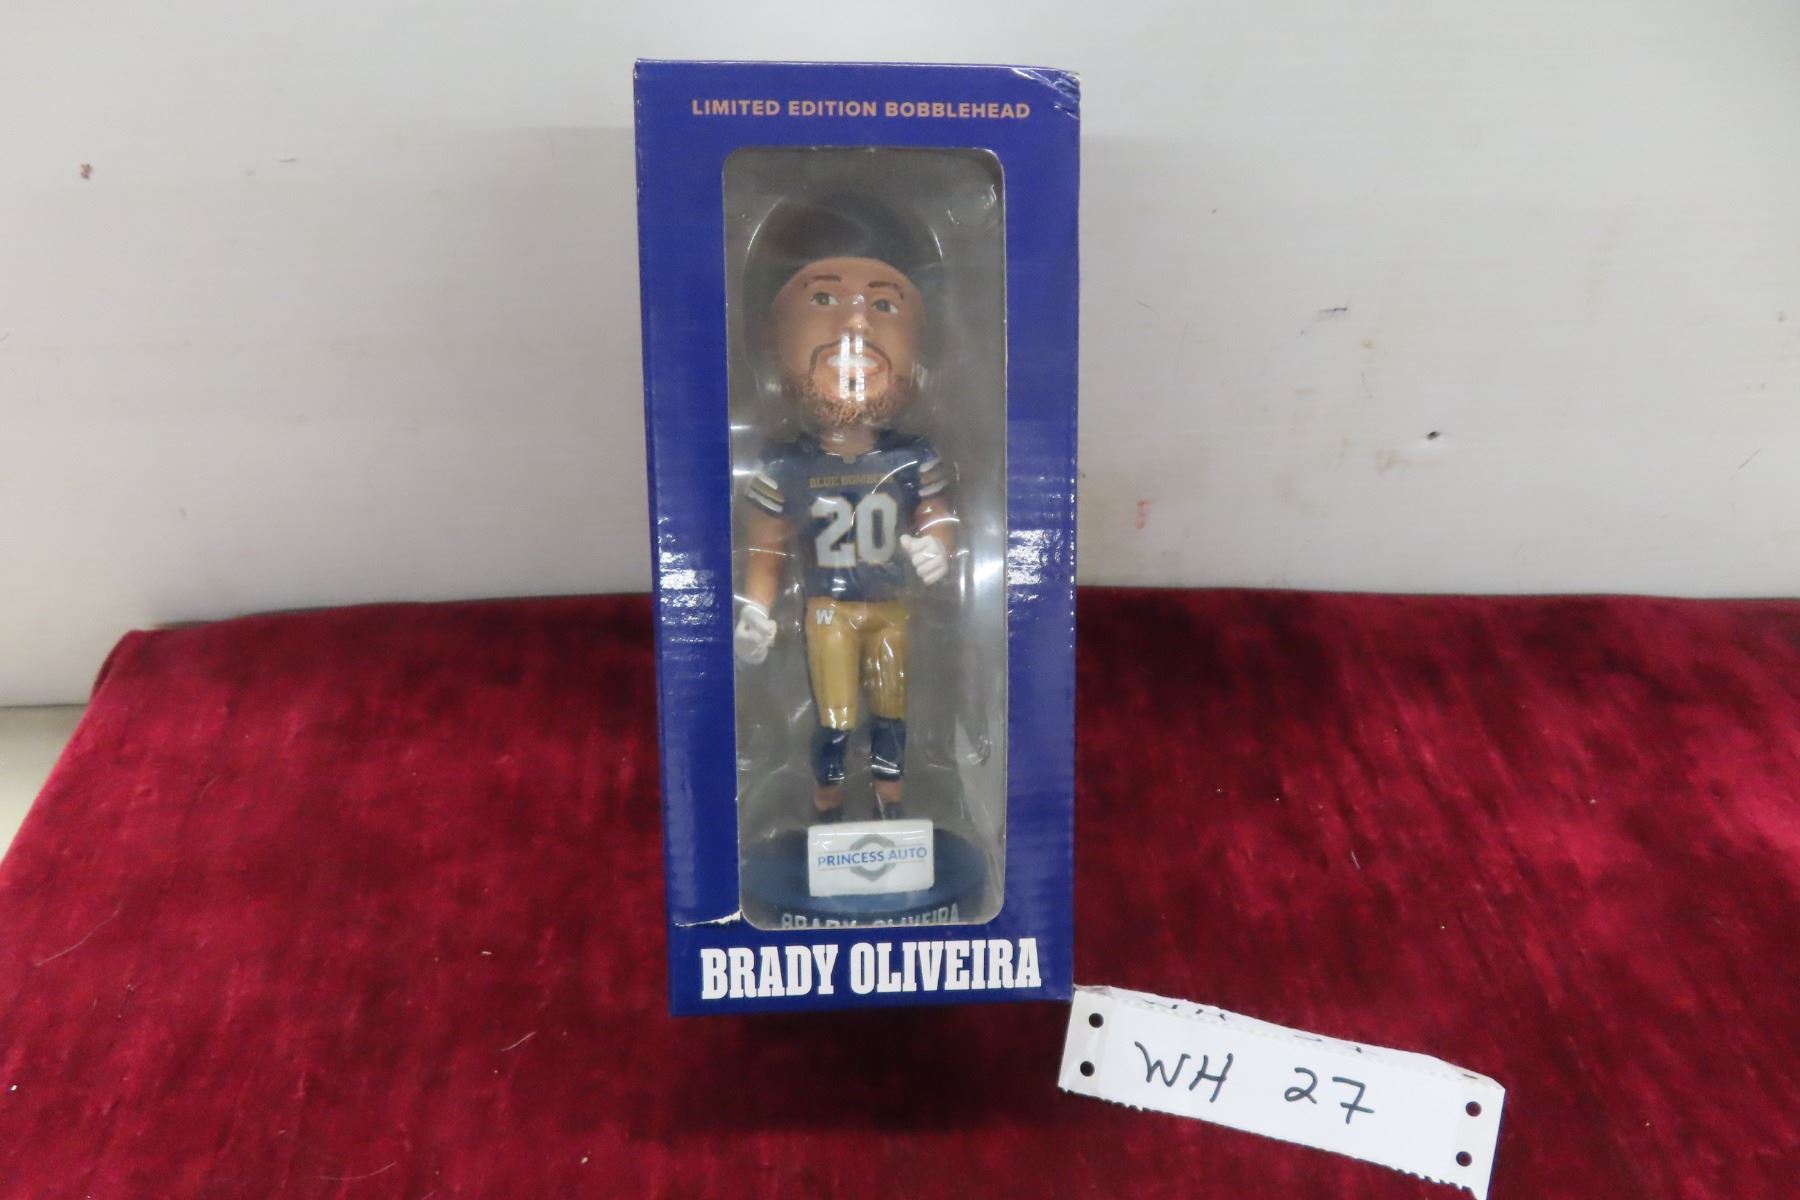 LIMITED EDITION BOBBLEHEAD
BLUE BOMBERS
20
W
PRINCESS AUTO
BRADY OLIVEIRA
BRADY OLIVEIRA
WH 27